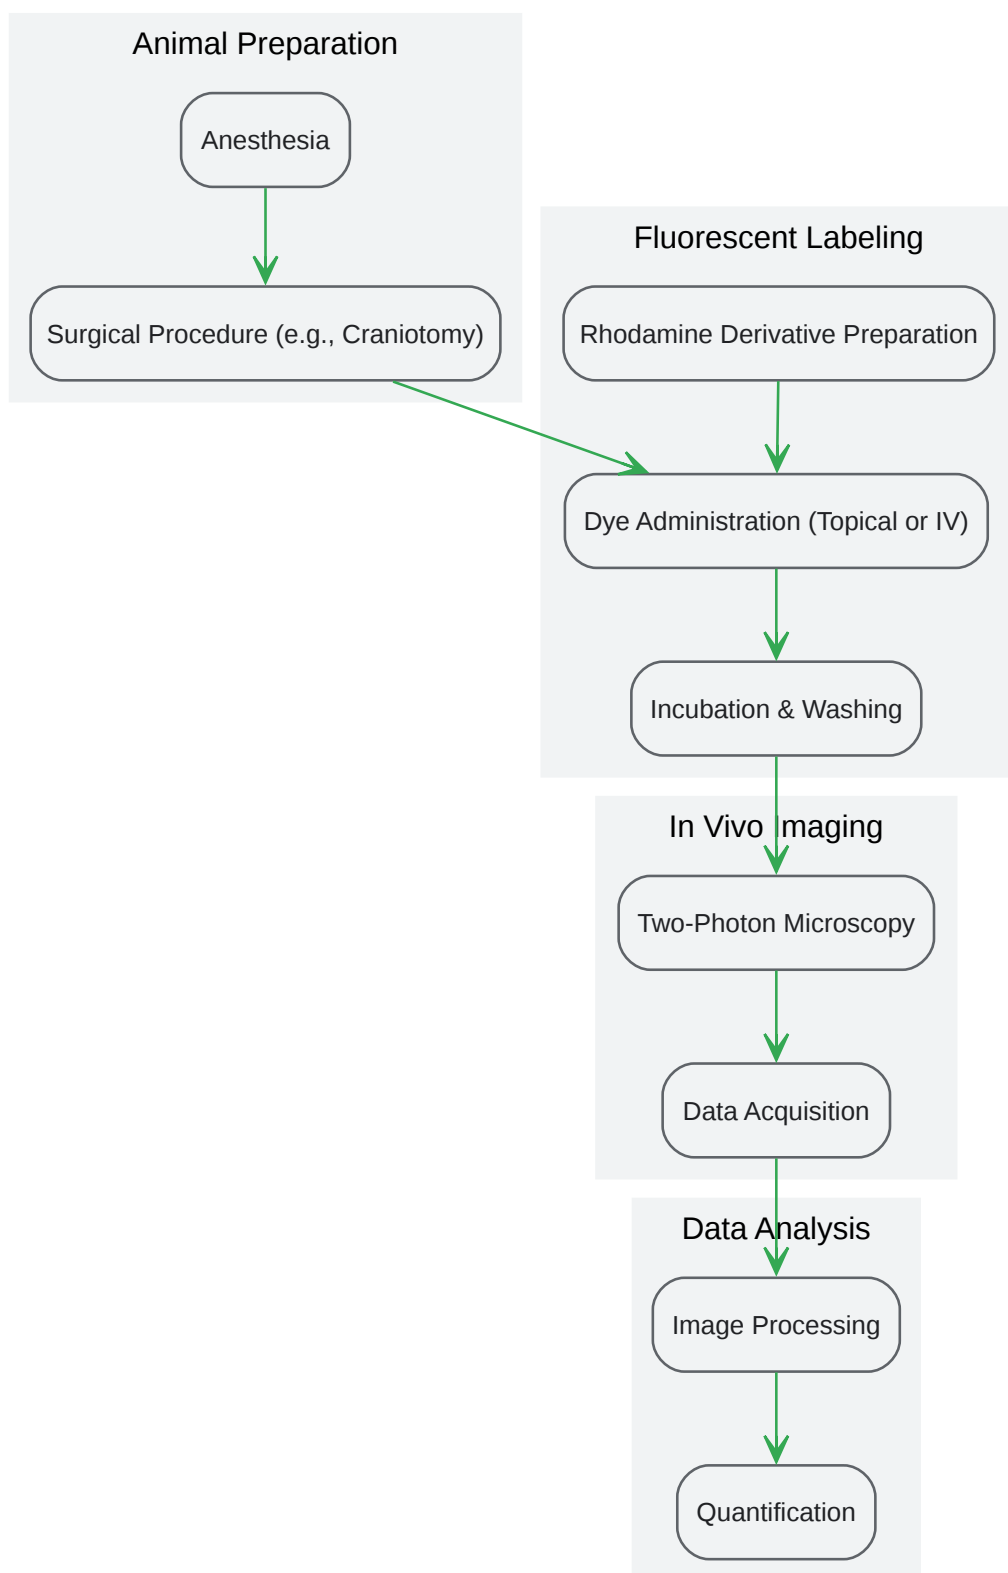 Animal Preparation
Anesthesia
Surgical Procedure (e.g., Craniotomy)
Fluorescent Labeling
Rhodamine Derivative Preparation
Dye Administration (Topical or IV)
Incubation & Washing
In Vivo Imaging
Two-Photon Microscopy
Data Acquisition
Data Analysis
Image Processing
Quantification